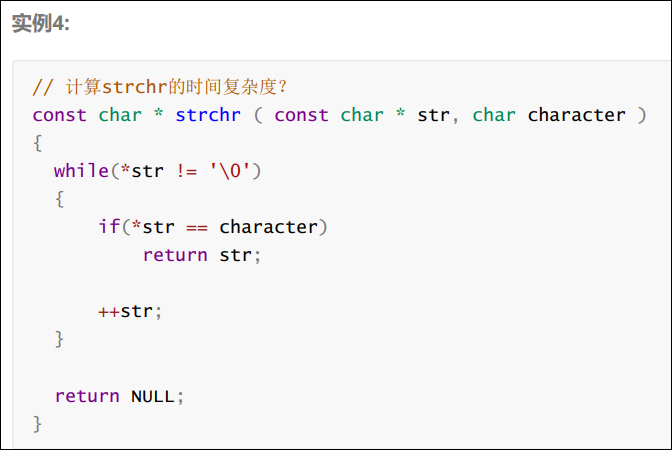 实例4:
// 计算strchr的时间复杂度?
const char * strchr ( const char * str, char character )
{
  while(*str != '\0')
  {
      if(*str == character)
          return str;

      ++str;
  }

  return NULL;
}